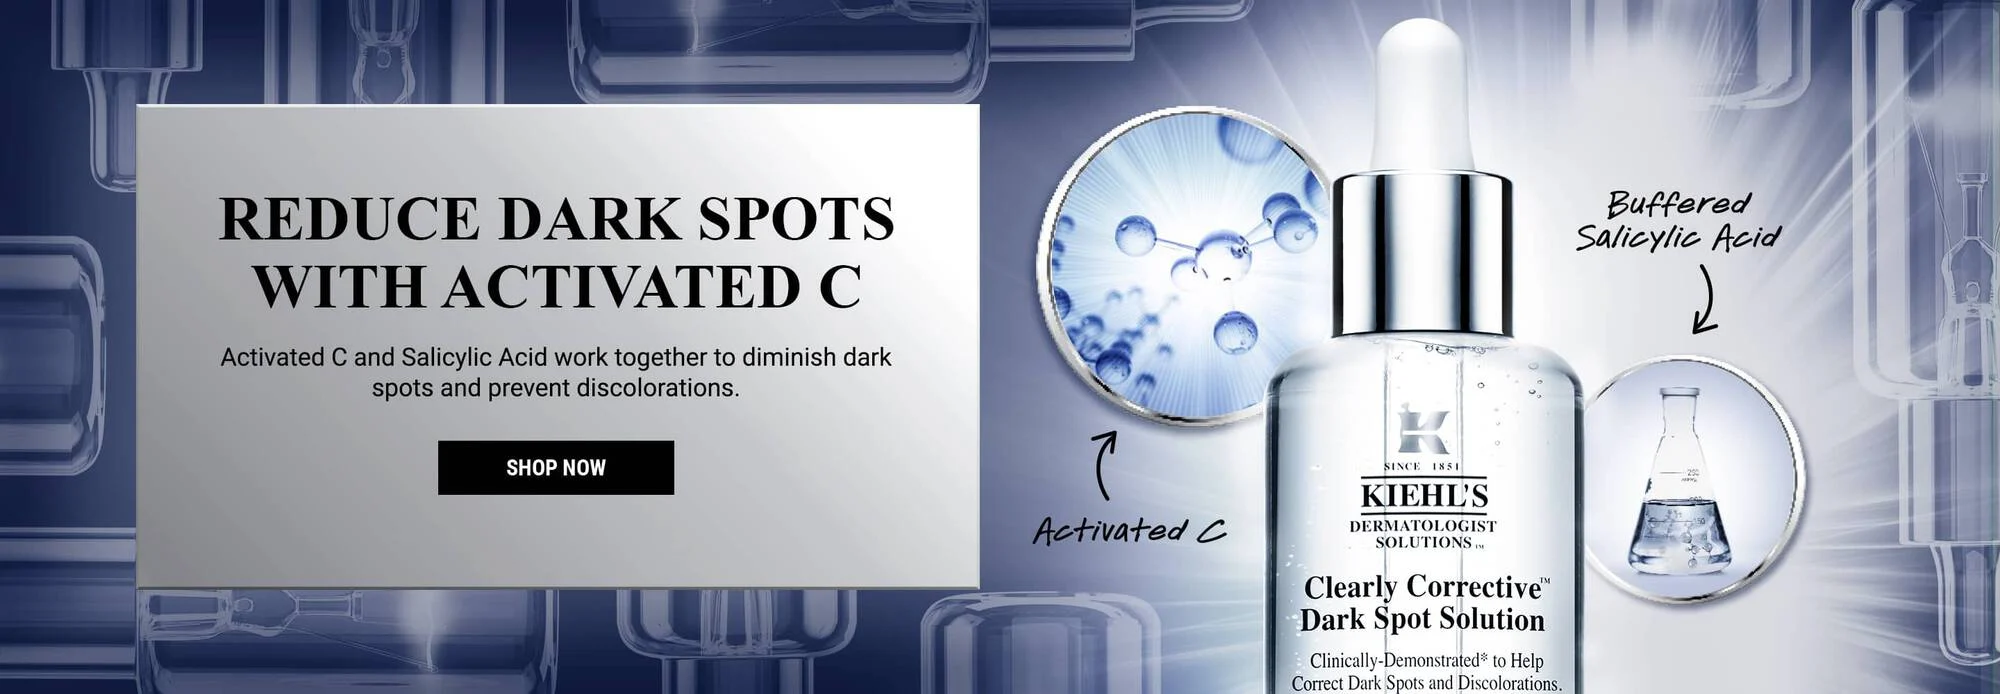 REDUCE DARK SPOTS
WITH ACTIVATED C
Activated C and Salicylic Acid work together to diminish dark
spots and prevent discolorations.
SHOP NOW
Activated C
Buffered
Salicylic Acid
K
SINCE 1851
KIEHL'S
DERMATOLOGIST
SOLUTIONS™
Clearly Corrective™
Dark Spot Solution
Clinically-Demonstrated* to Help
Correct Dark Spots and Discolorations.